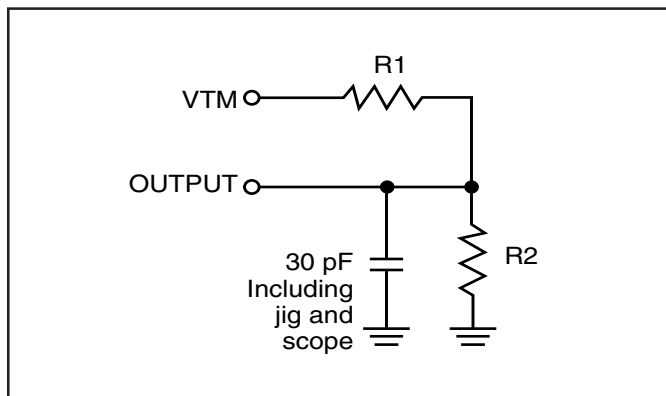 R1
VTM
OUTPUT
30 pF
Including
jig and
scope
R2